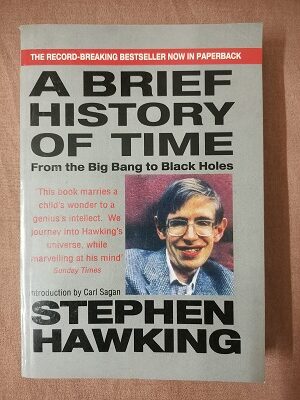 THE RECORD-BREAKING BESTSELLER NOW IN PAPERBACK
A BRIEF
HISTORY
OF TIME
From the Big Bang to Black Holes
'This book marries a
child's wonder to a
genius's intellect. We
journey into Hawking's
universe, while
marvelling at his mind'
Sunday Times
Introduction by Carl Sagan
STEPHEN
HAWKING